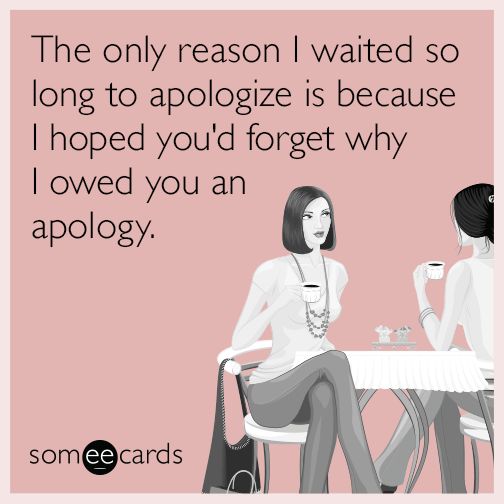 The only reason I waited so
long to apologize is because
I hoped you'd forget why
I owed you an
apology.
someecards